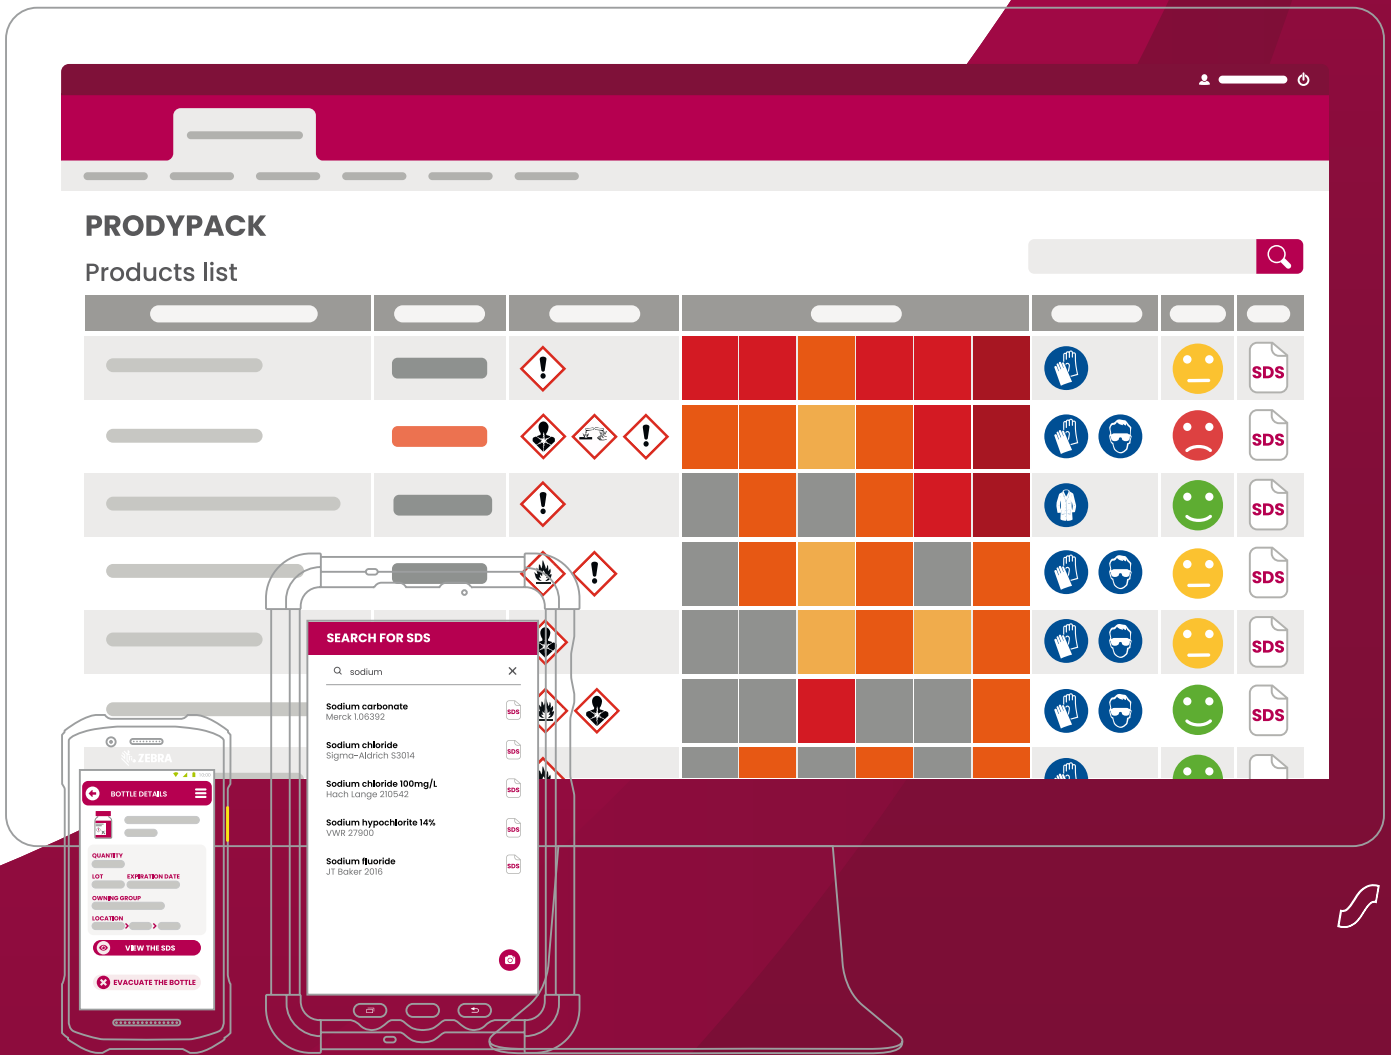 PRODYPACK
Products list
SDS
SDS
SDS
SDS
SDS
SDS
SEARCH FOR SDS
sodium
Sodium carbonate
Merck 1.06392
SDS
Sodium chloride
Sigma-Aldrich S3014
SDS
Sodium chloride 100mg/L
Hach Lange 210542
SDS
Sodium hypochlorite 14%
VWR 27900
SDS
Sodium fluoride
JT Baker 2016
SDS
ZEBRA
BOTTLE DETAILS
QUANTITY
LOT EXPIRATION DATE
OWNING GROUP
LOCATION
VIEW THE SDS
EVACUATE THE BOTTLE